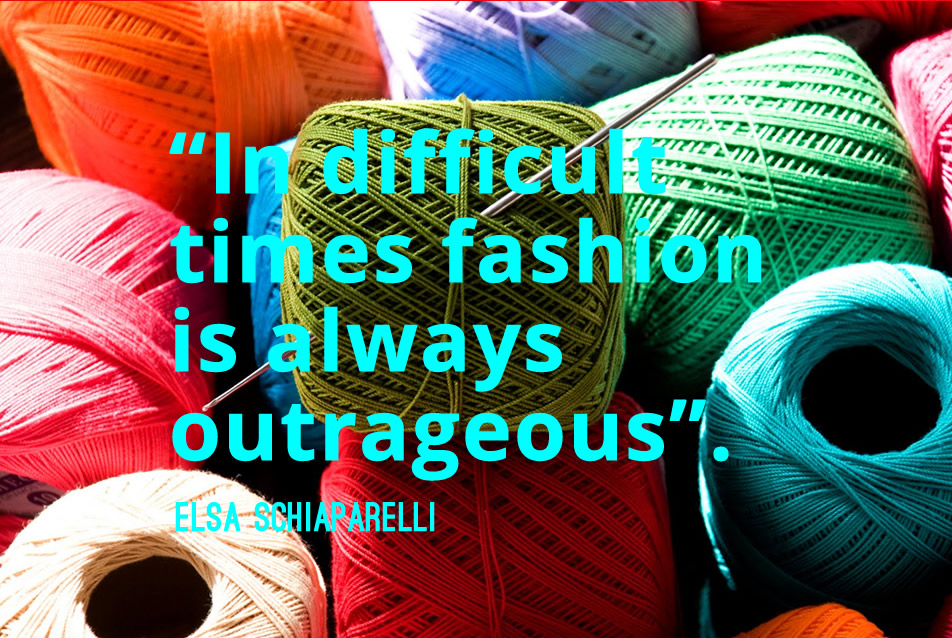 “In difficult
times fashion
is always
outrageous”.
ELSA SCHIAPARELLI